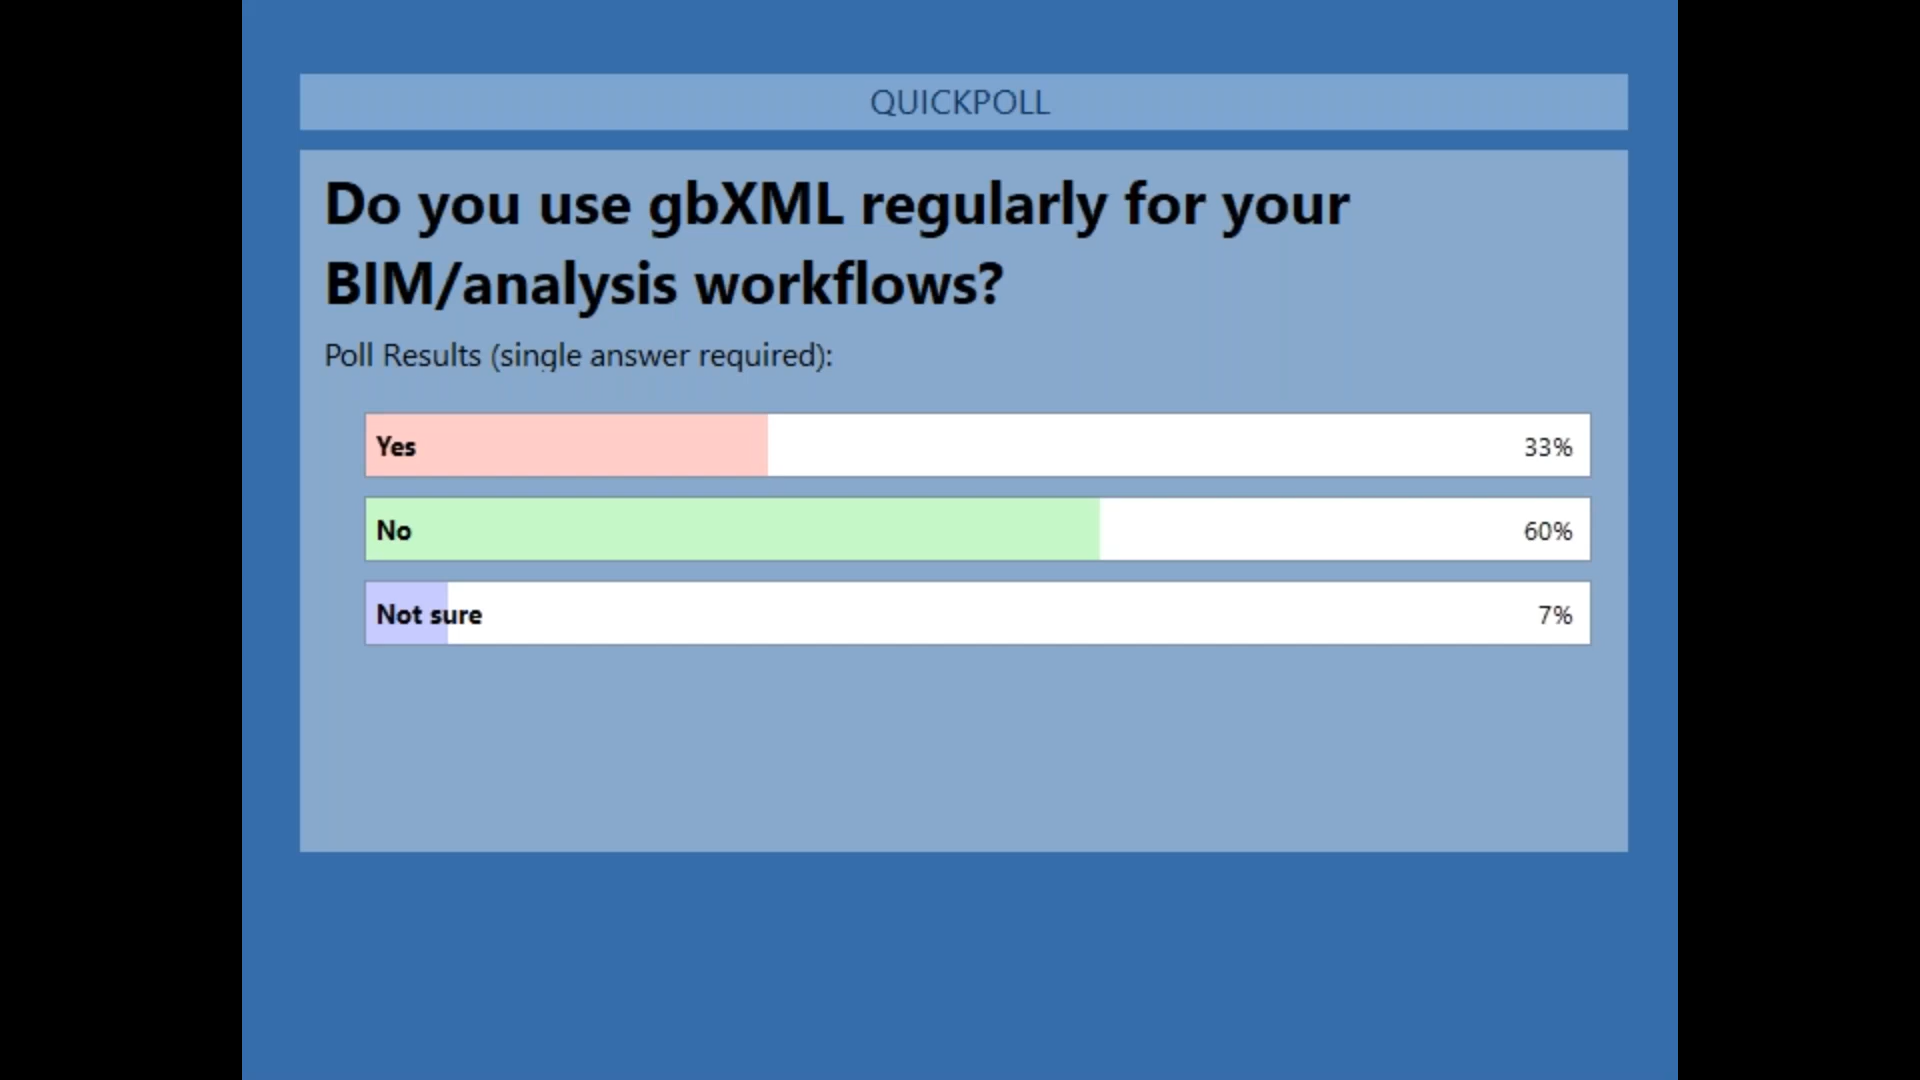 QUICKPOLL
Do you use gbXML regularly for your
BIM/analysis workflows?
Poll Results (single answer required):
Yes 33%
No 60%
Not sure 7%